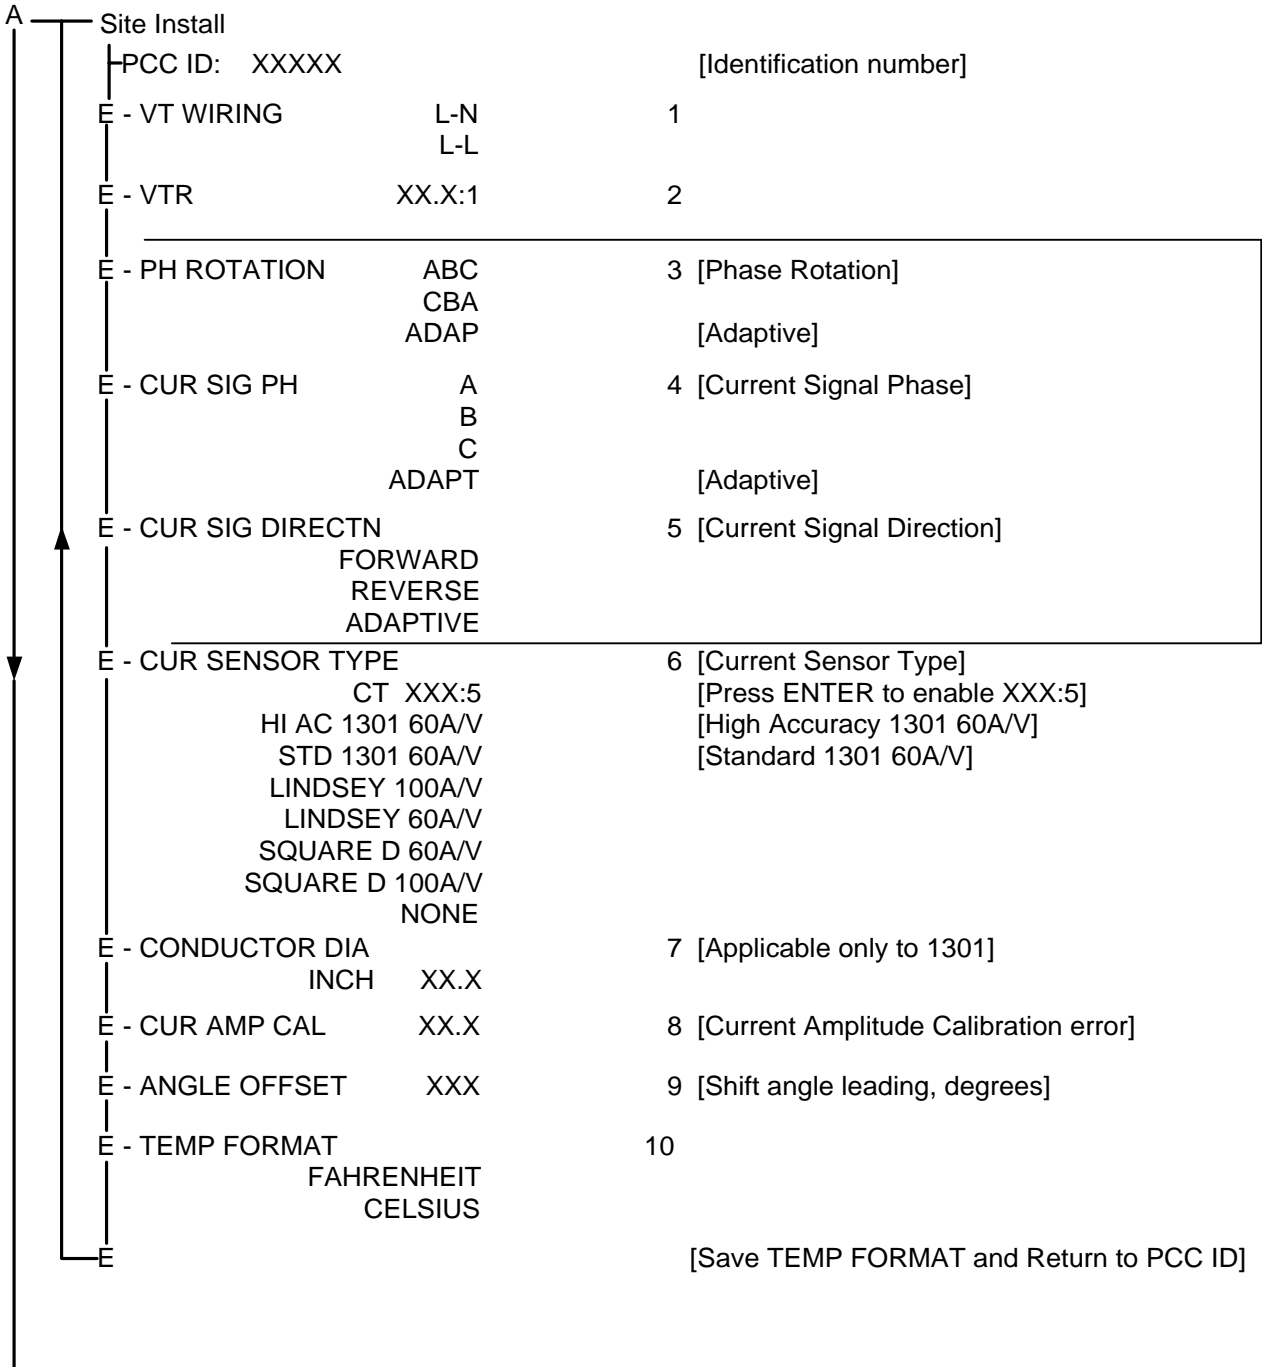 A
Site Install
PCC ID: XXXXX [Identification number]
E - VT WIRING L-N 1
L-L
E - VTR XX.X:1 2
E - PH ROTATION ABC 3 [Phase Rotation]
CBA
ADAP [Adaptive]
E - CUR SIG PH A 4 [Current Signal Phase]
B
C
ADAPT [Adaptive]
E - CUR SIG DIRECTN 5 [Current Signal Direction]
FORWARD
REVERSE
ADAPTIVE
E - CUR SENSOR TYPE 6 [Current Sensor Type]
CT XXX:5 [Press ENTER to enable XXX:5]
HI AC 1301 60A/V [High Accuracy 1301 60A/V]
STD 1301 60A/V [Standard 1301 60A/V]
LINDSEY 100A/V
LINDSEY 60A/V
SQUARE D 60A/V
SQUARE D 100A/V
NONE
E - CONDUCTOR DIA 7 [Applicable only to 1301]
INCH XX.X
E - CUR AMP CAL XX.X 8 [Current Amplitude Calibration error]
E - ANGLE OFFSET XXX 9 [Shift angle leading, degrees]
E - TEMP FORMAT 10
FAHRENHEIT
CELSIUS
E [Save TEMP FORMAT and Return to PCC ID]